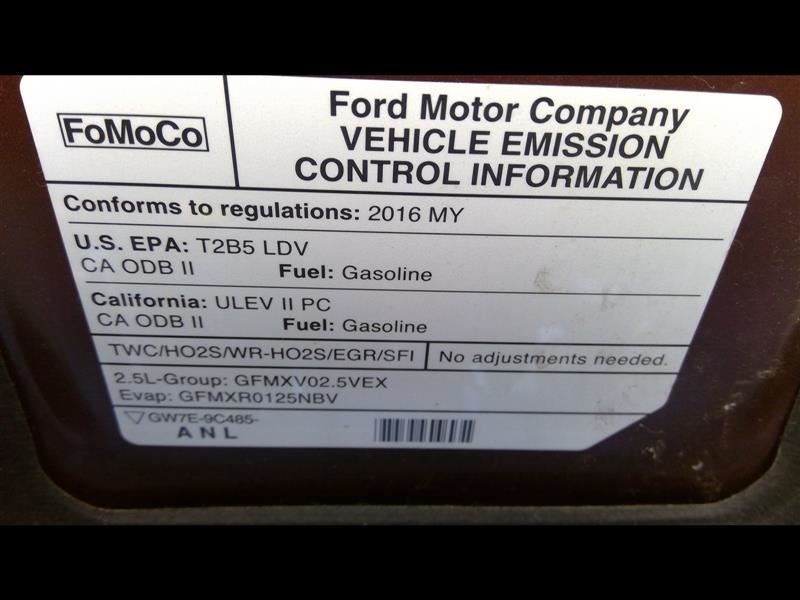 FoMoCo
Ford Motor Company
VEHICLE EMISSION
CONTROL INFORMATION
Conforms to regulations: 2016 MY
U.S. EPA: T2B5 LDV
CA ODB II Fuel: Gasoline
California: ULEV II PC
CA ODB II Fuel: Gasoline
TWC/HO2S/WR-HO2S/EGR/SFI No adjustments needed.
2.5L-Group: GFMXV02.5VEX
Evap: GFMXR0125NBV
GW7E-9C485-
ANL